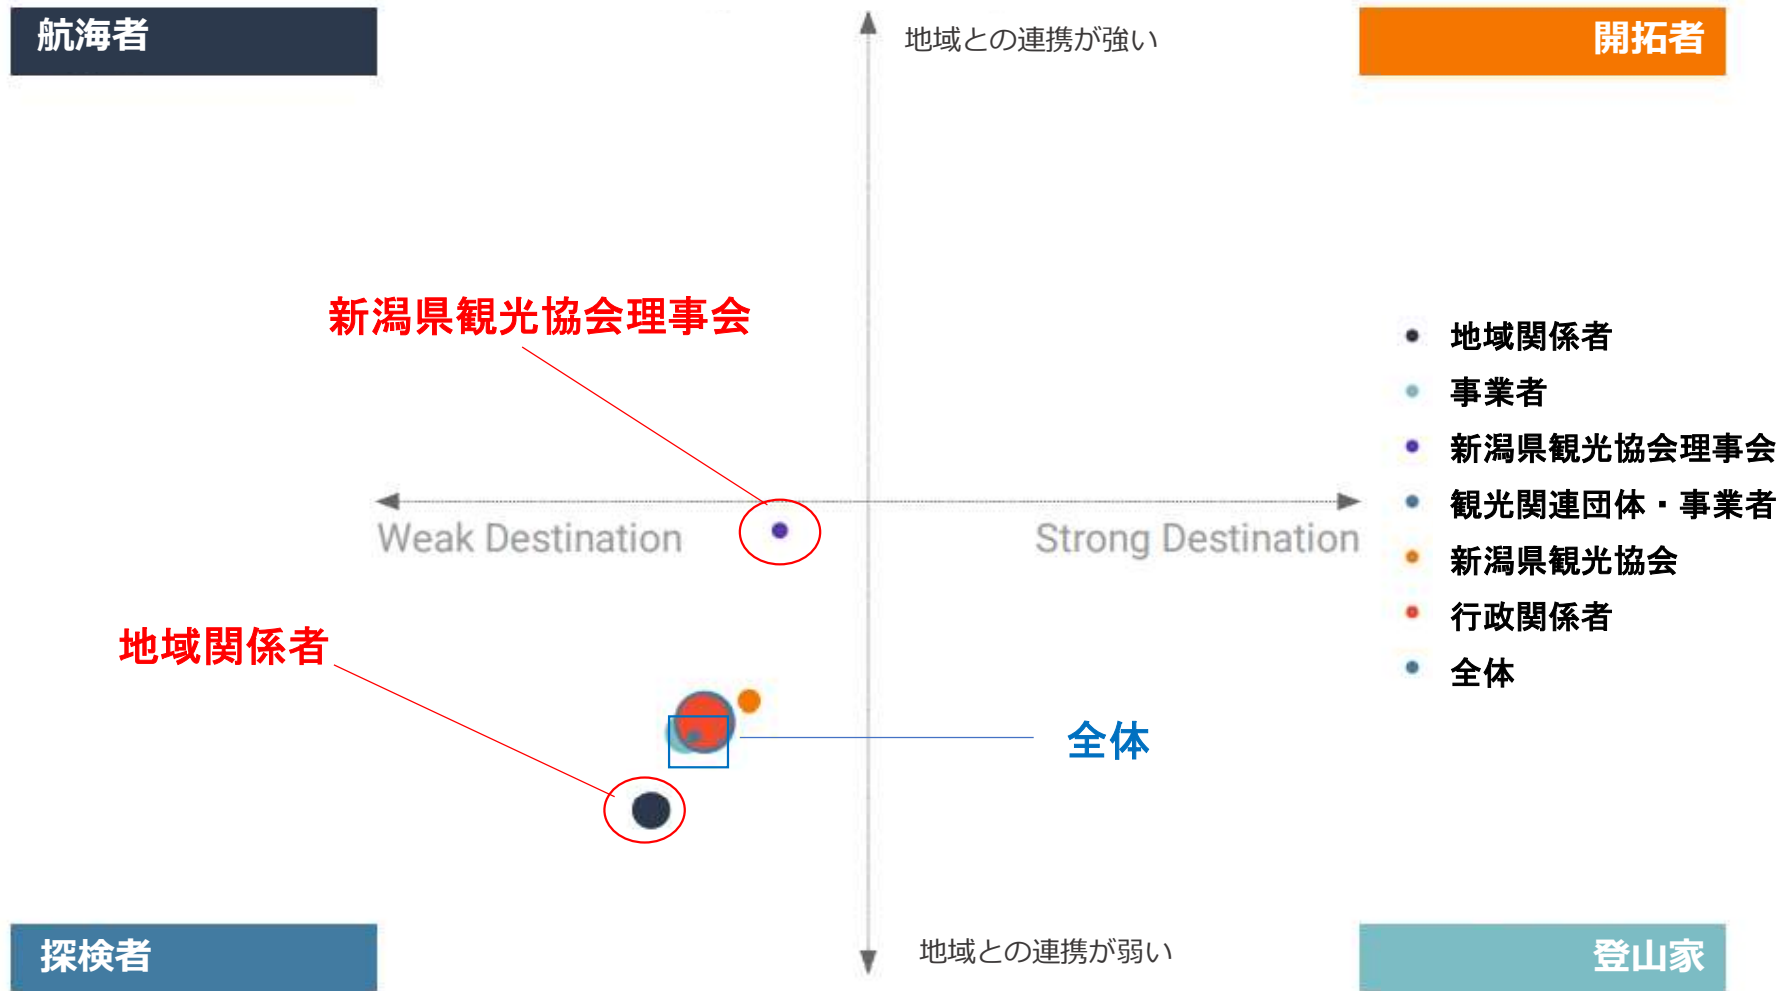 航海者
地域との連携が強い
開拓者
新潟県観光協会理事会
地域関係者
事業者
新潟県観光協会理事会
観光関連団体・事業者
新潟県観光協会
行政関係者
全体
Weak Destination
Strong Destination
地域関係者
全体
探検者
地域との連携が弱い
登山家